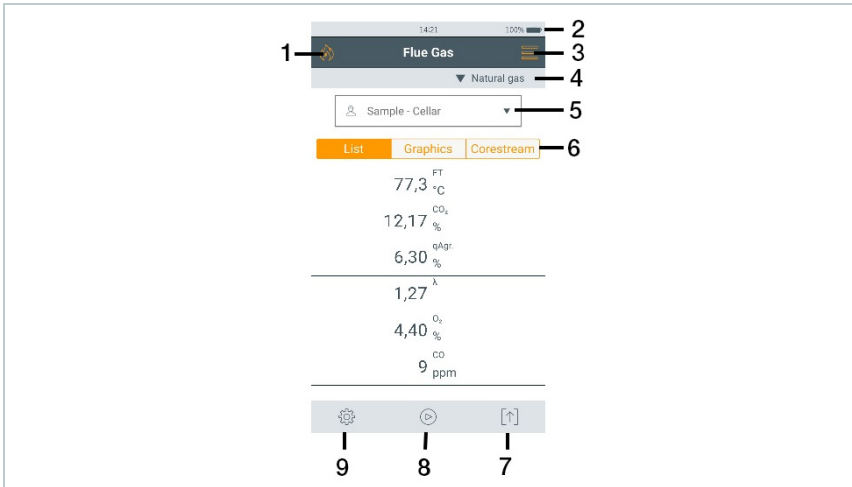 14:21 100% 2
1 Flue Gas 3
Natural gas 4
Sample - Cellar 5
List Graphics Corestream 6
77,3 FT °C
12,17 CO₂ %
6,30 qAgr. %
1,27 λ
4,40 O₂ %
9 CO ppm
9 8 7